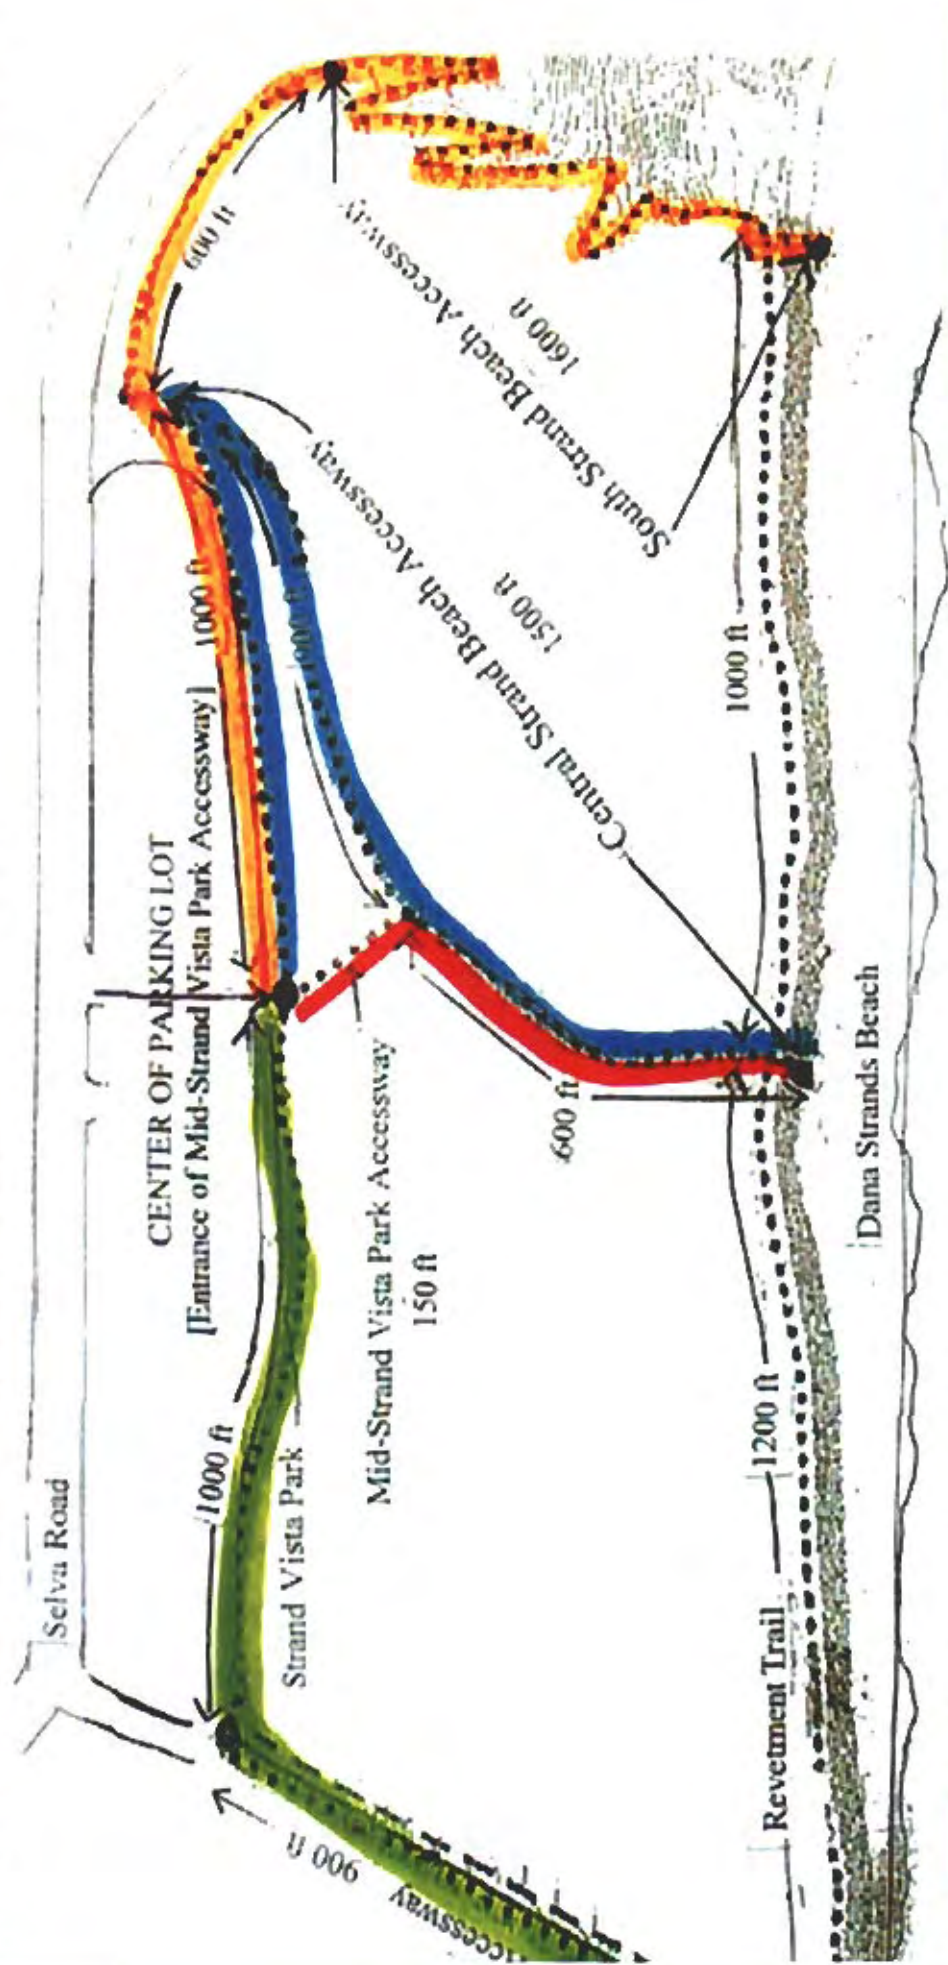 Selva Road
CENTER OF PARKING LOT
[Entrance of Mid-Strand Vista Park Accessway]
1000 ft
1000 ft
600 ft
Strand Vista Park
Mid-Strand Vista Park Accessway
150 ft
600 ft
900 ft
Accessway
Central Strand Beach Accessway
1500 ft
South Strand Beach Accessway
1600 ft
Revetment Trail
1200 ft
1000 ft
Dana Strands Beach